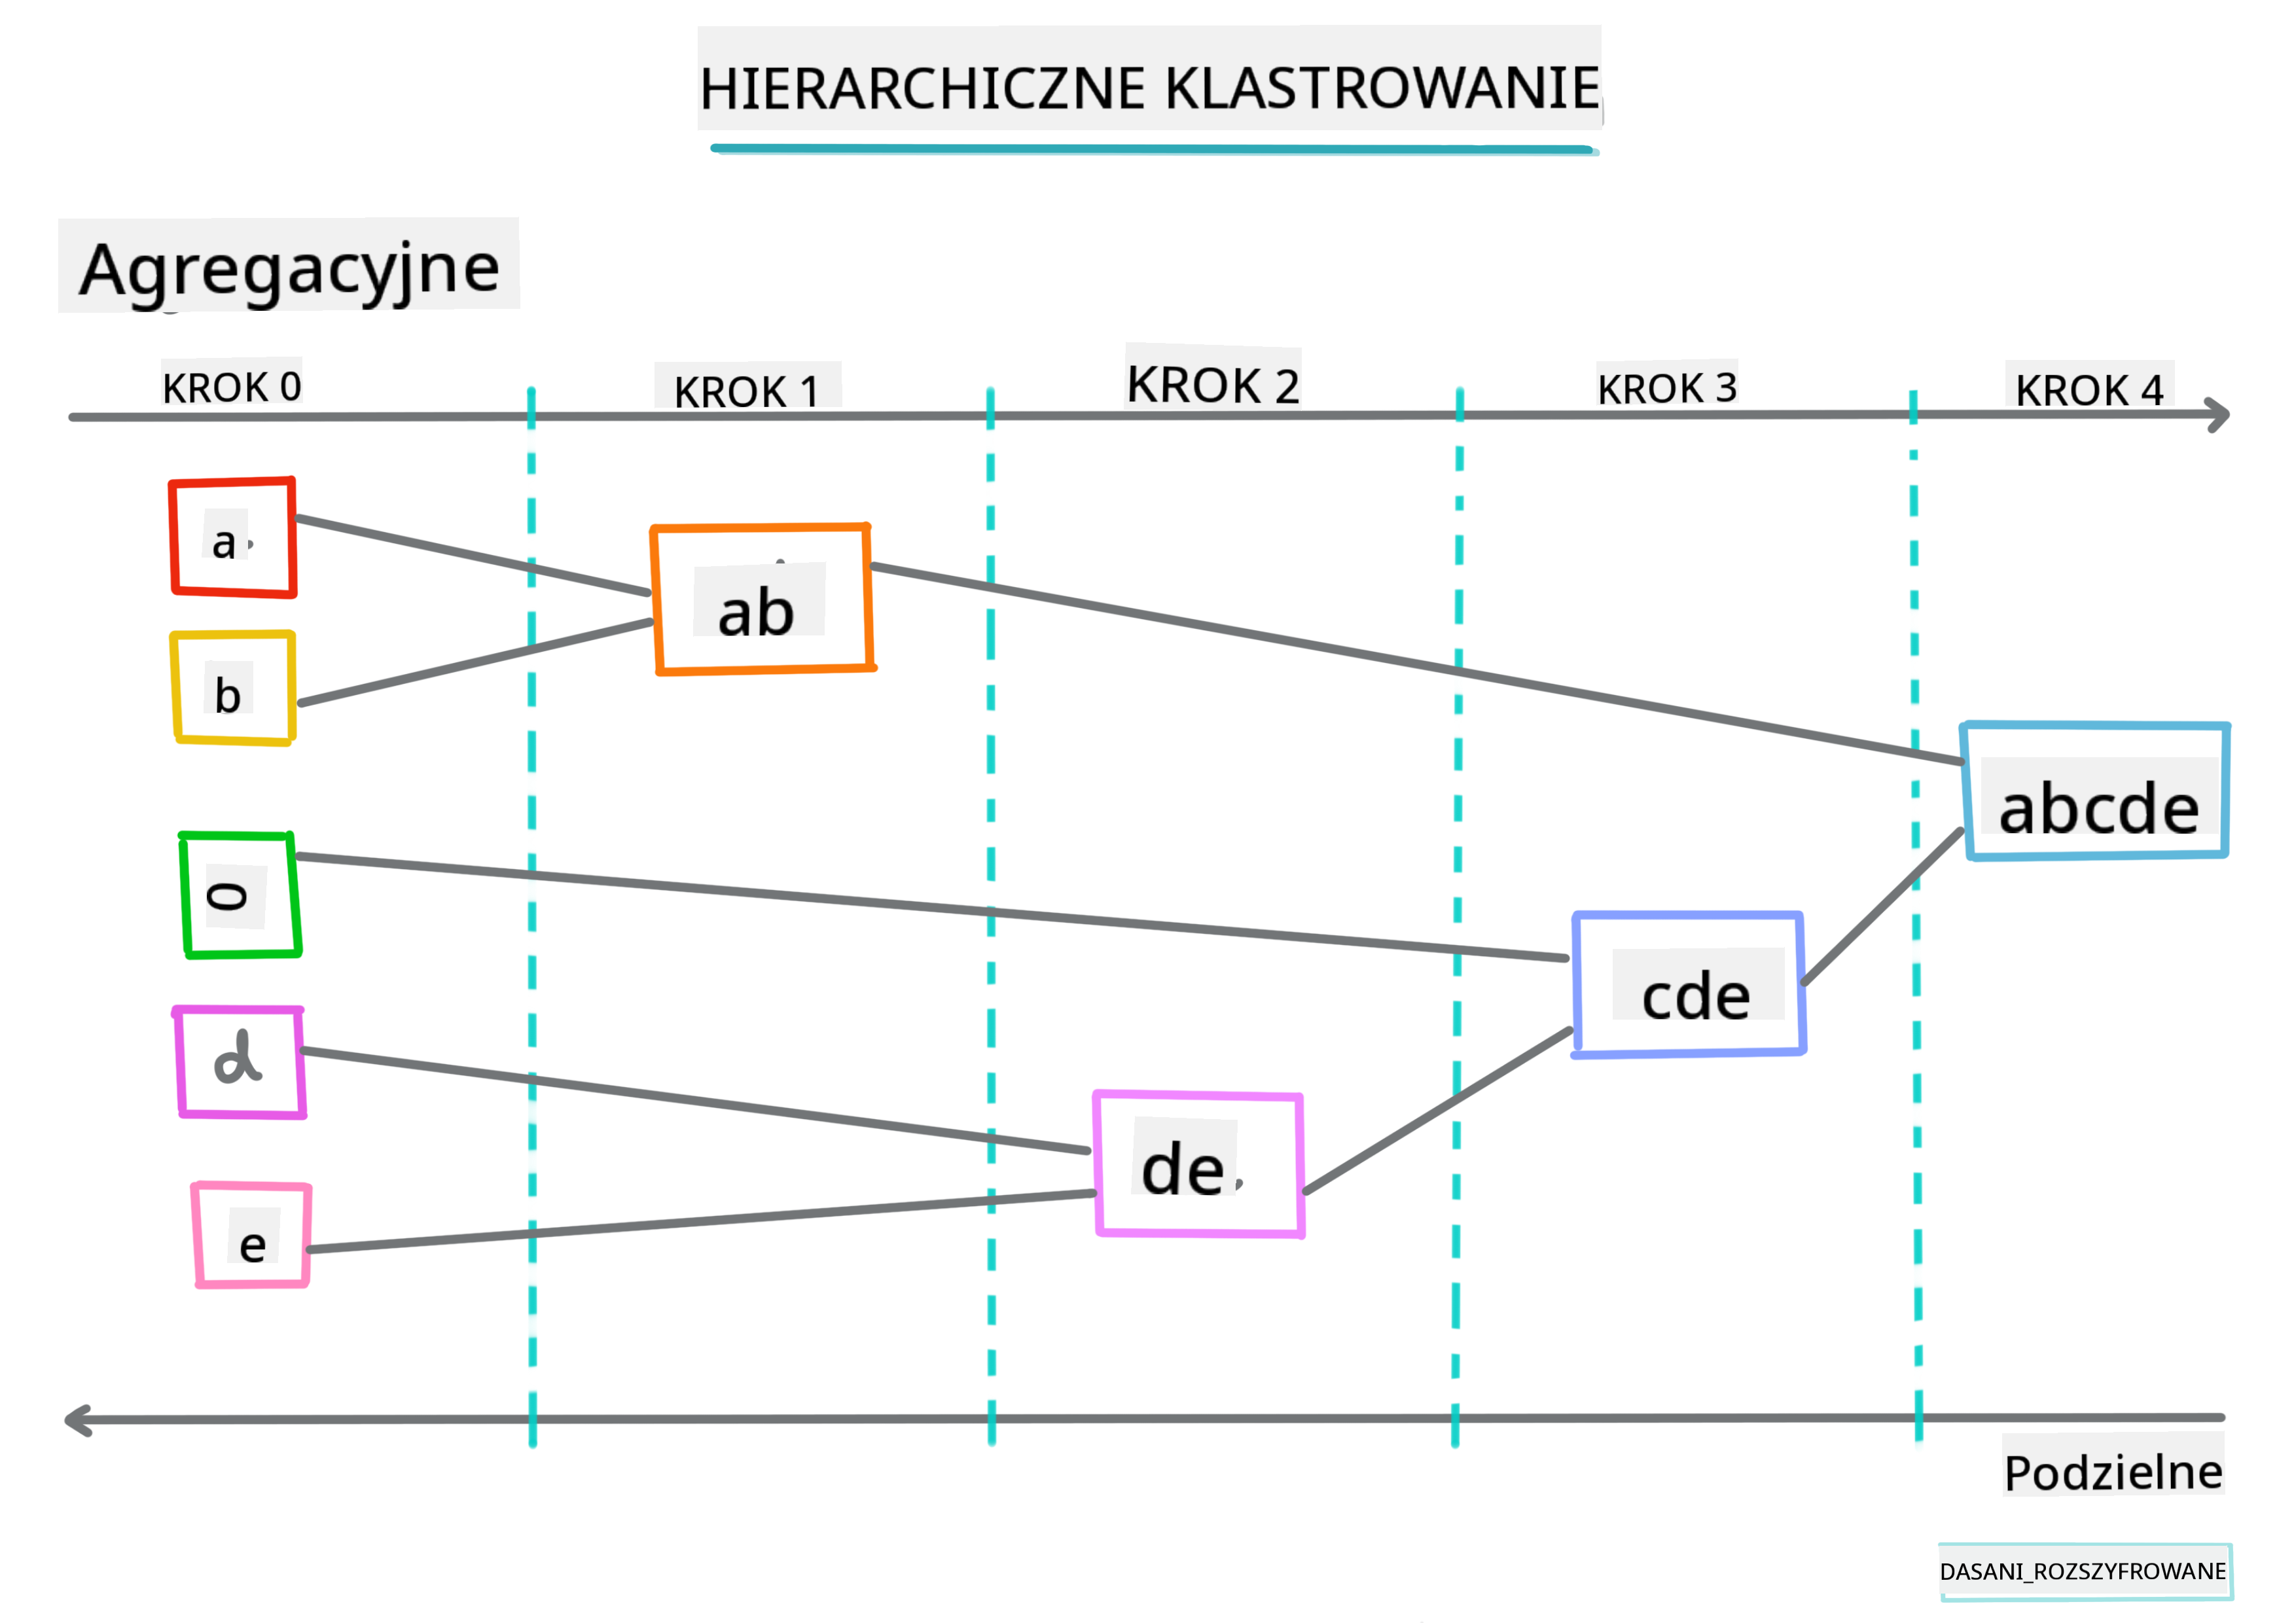 HIERARCHICZNE KLASTROWANIE
Agregacyjne
KROK 0
KROK 1
KROK 2
KROK 3
KROK 4
a
b
ab
abcde
0
cde
d
de
e
Podzielne
DASANI_ROZSZYFROWANE